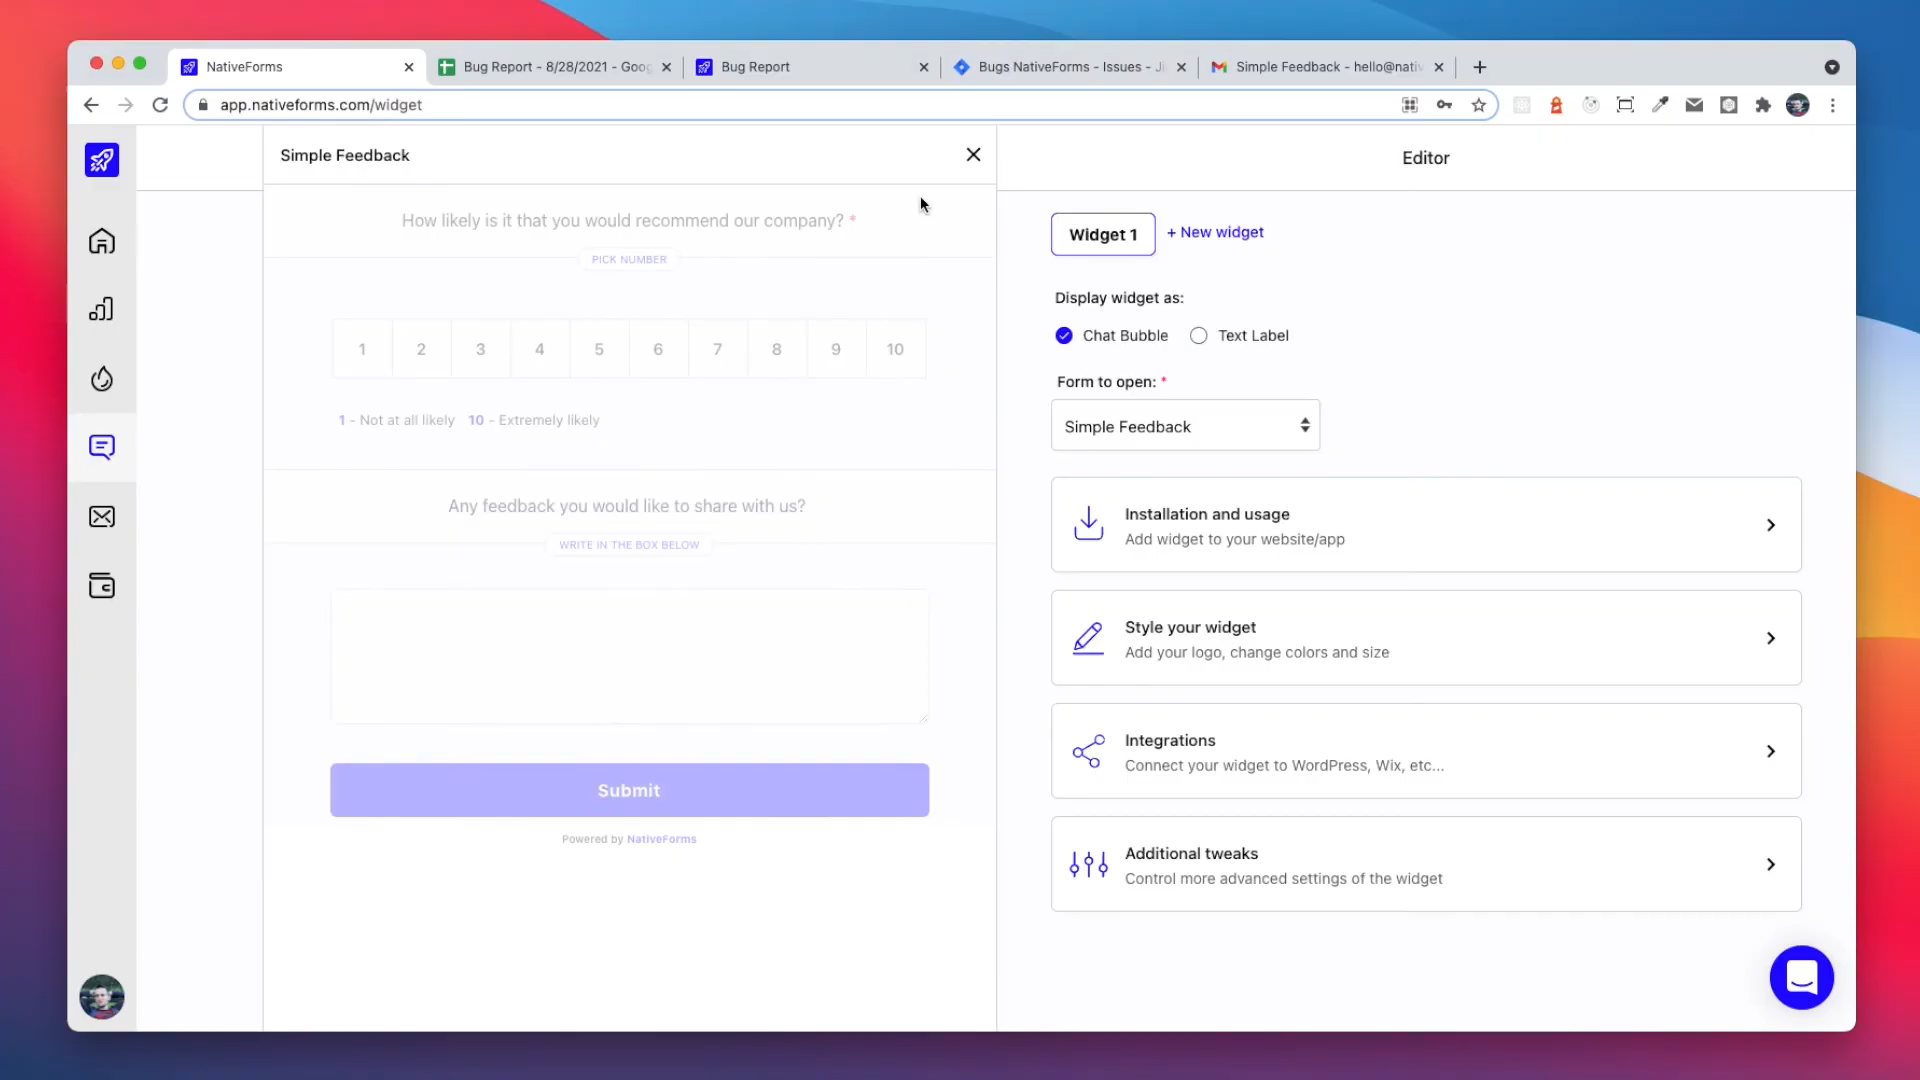 NativeForms
Bug Report - 8/28/2021 - Goog
Bug Report
Bugs NativeForms - Issues - Ji
Simple Feedback - hello@nativ
app.nativeforms.com/widget
Simple Feedback
How likely is it that you would recommend our company? *
PICK NUMBER
1 2 3 4 5 6 7 8 9 10
1 - Not at all likely 10 - Extremely likely
Any feedback you would like to share with us?
WRITE IN THE BOX BELOW
Submit
Powered by NativeForms
Editor
Widget 1
+ New widget
Display widget as:
Chat Bubble
Text Label
Form to open: *
Simple Feedback
Installation and usage
Add widget to your website/app
Style your widget
Add your logo, change colors and size
Integrations
Connect your widget to WordPress, Wix, etc...
Additional tweaks
Control more advanced settings of the widget